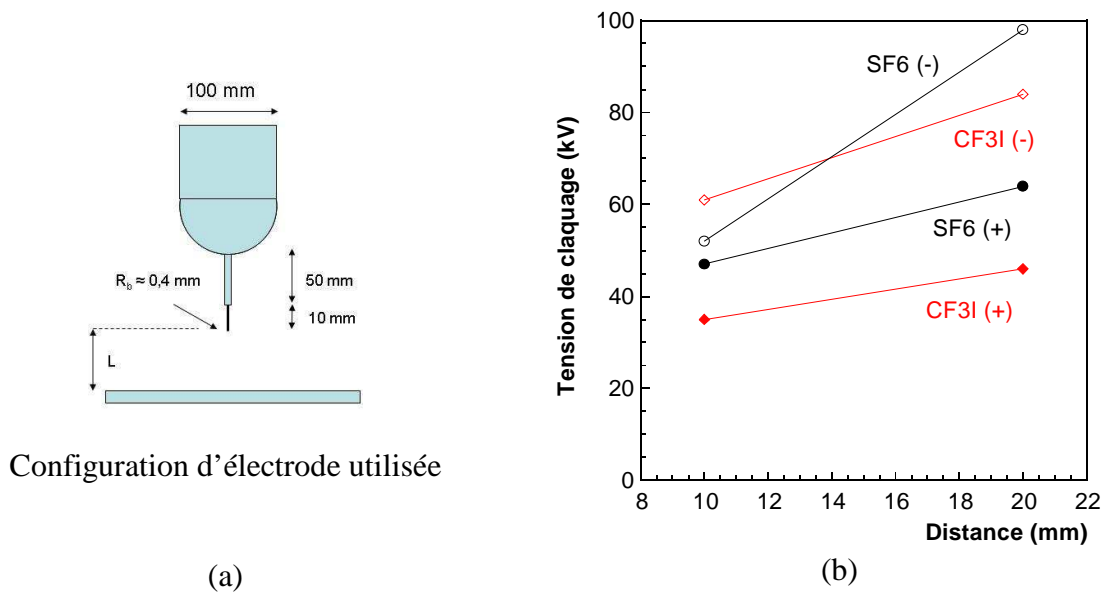 100 mm
R_b ≈ 0,4 mm
50 mm
10 mm
L
Configuration d’électrode utilisée
(a)
Tension de claquage (kV)
100
80
60
40
20
0
SF6 (-)
CF3I (-)
SF6 (+)
CF3I (+)
8 10 12 14 16 18 20 22
Distance (mm)
(b)